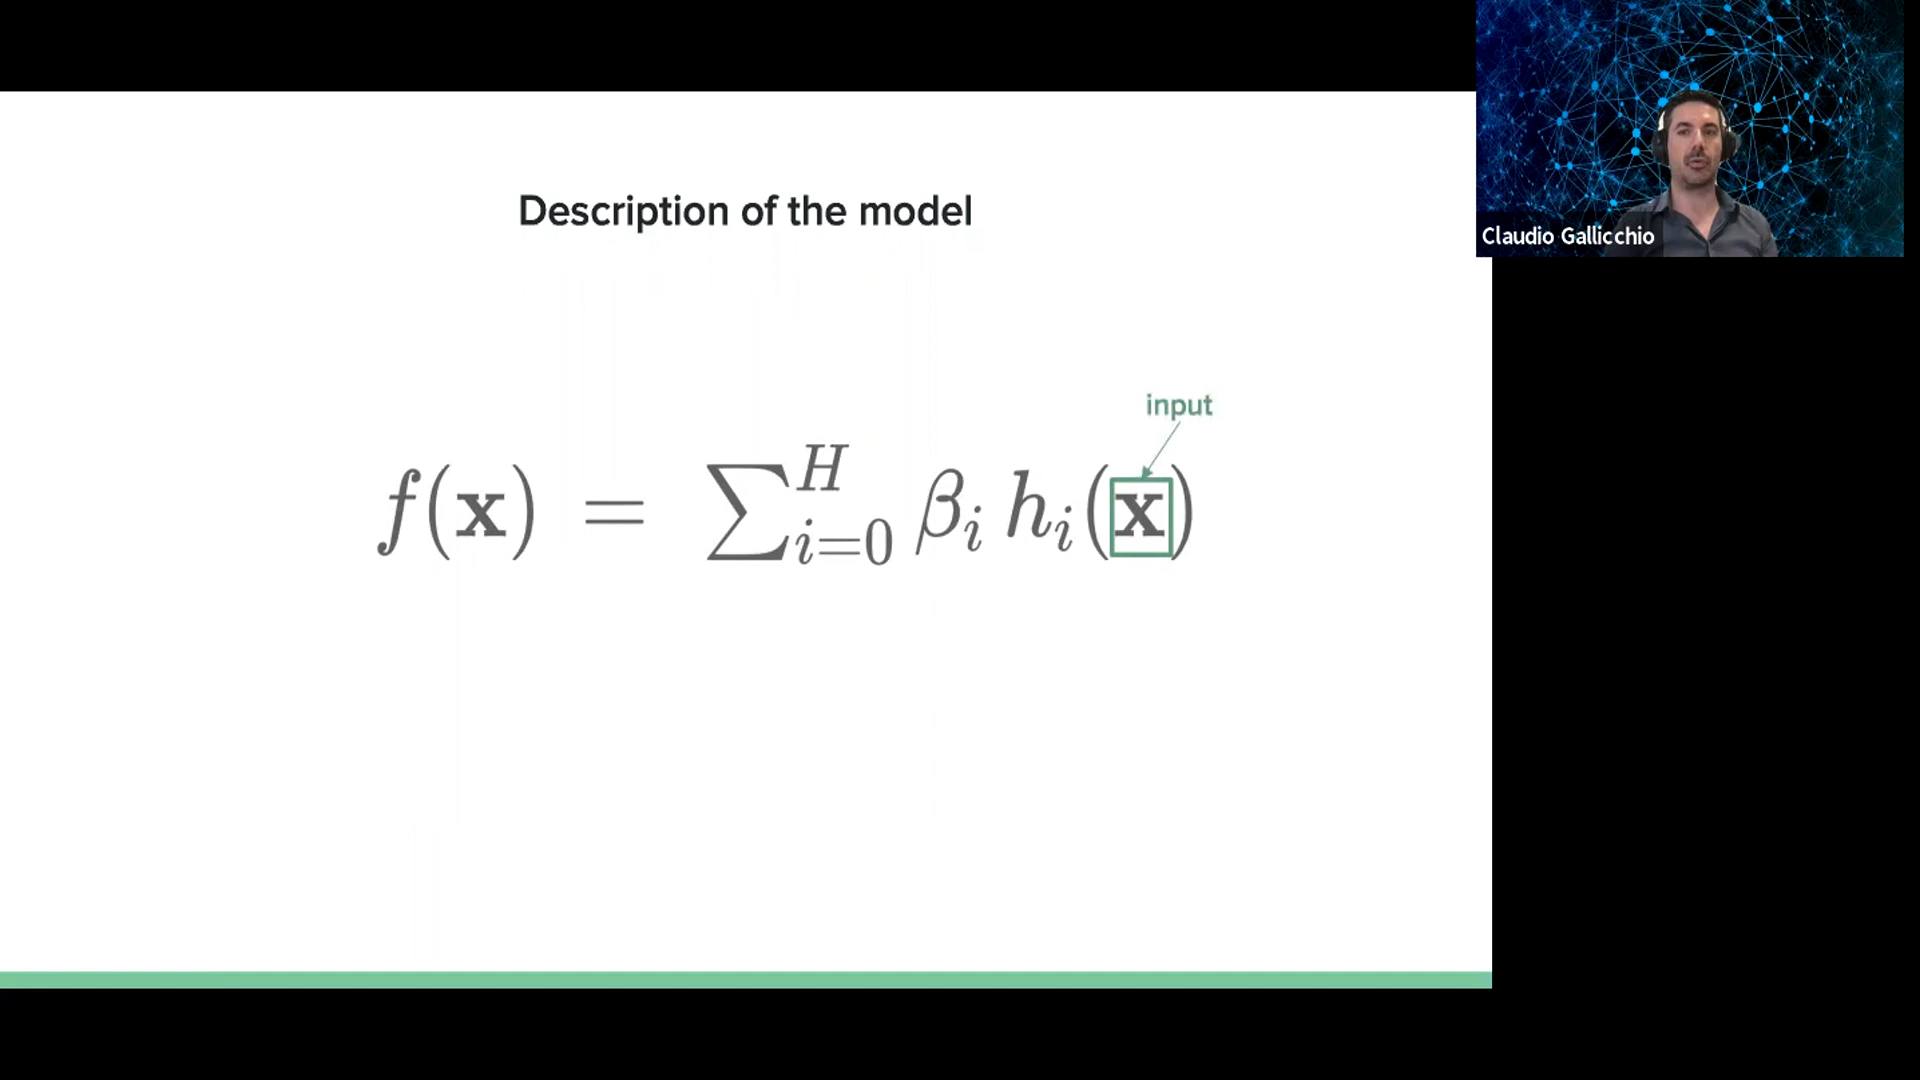 Claudio Gallicchio
Description of the model
input
f(x) = ∑_{i=0}^{H} β_i h_i(x)